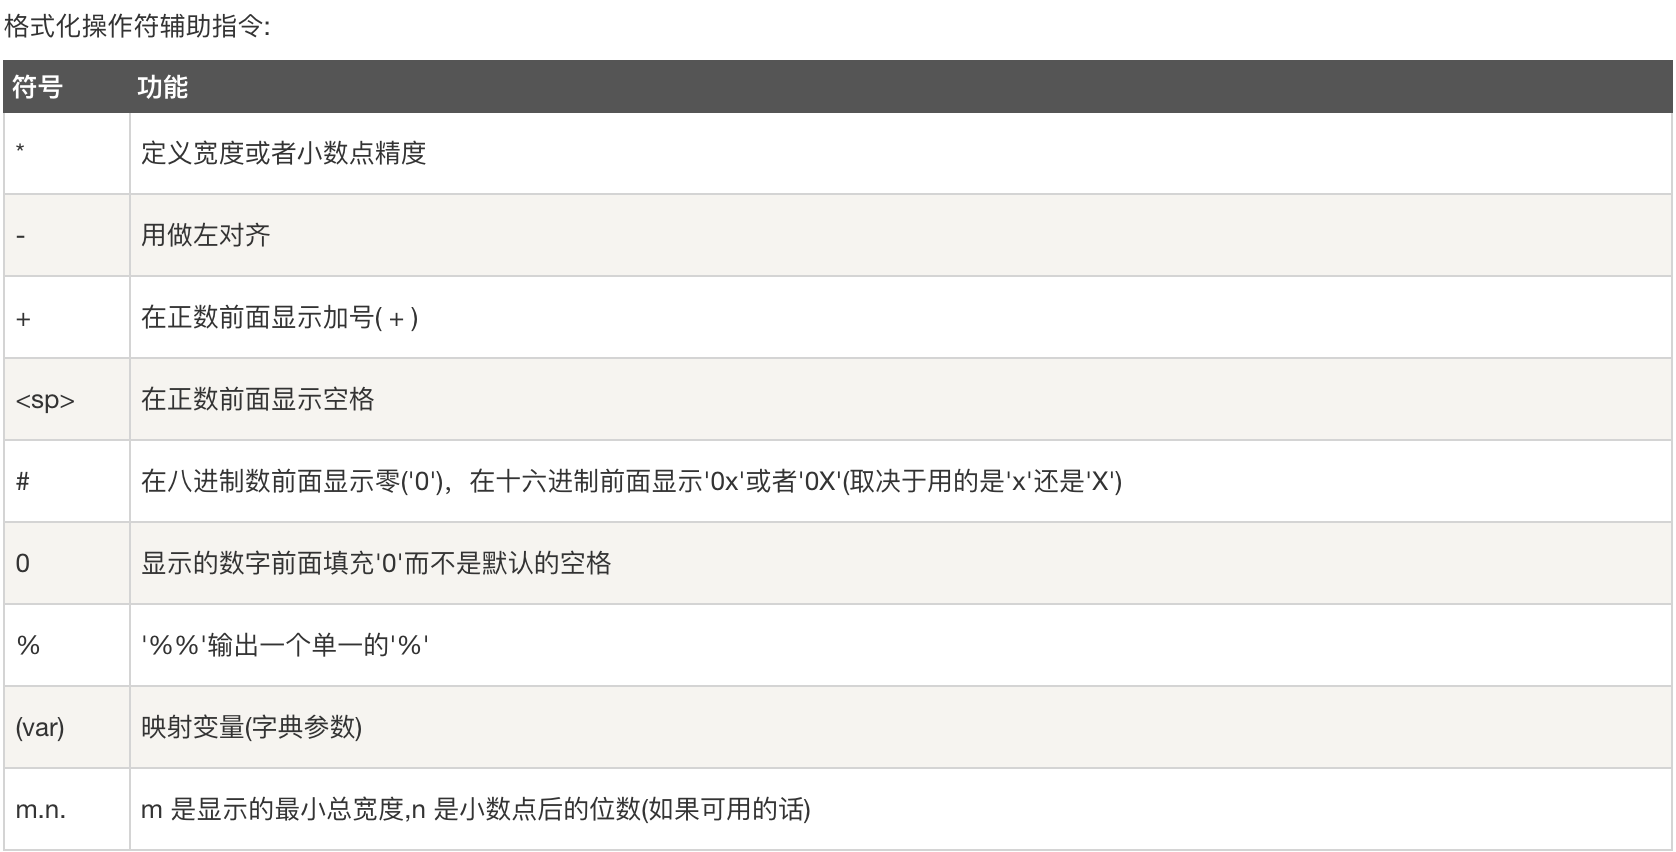 格式化操作符辅助指令:
符号 功能
* 定义宽度或者小数点精度
- 用做左对齐
+ 在正数前面显示加号( + )
<sp> 在正数前面显示空格
# 在八进制数前面显示零('0')，在十六进制前面显示'0x'或者'0X'(取决于用的是'x'还是'X')
0 显示的数字前面填充'0'而不是默认的空格
% '%%'输出一个单一的'%'
(var) 映射变量(字典参数)
m.n. m 是显示的最小总宽度,n 是小数点后的位数(如果可用的话)